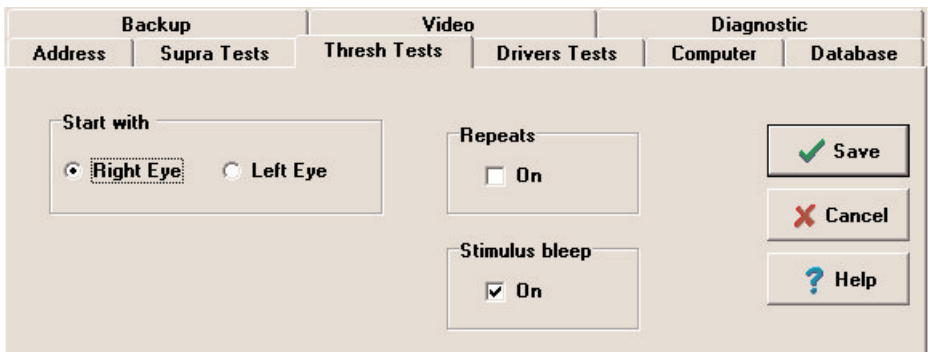 Backup Video Diagnostic
Address Supra Tests Thresh Tests Drivers Tests Computer Database
Start with
Right Eye Left Eye
Repeats
On
Stimulus bleep
On
Save
Cancel
? Help